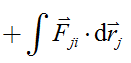 + ∫ F⃗ⱼᵢ · dr⃗ⱼ